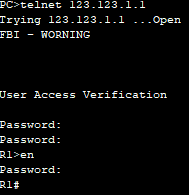 PC>telnet 123.123.1.1
Trying 123.123.1.1 ...Open
FBI - WORNING
User Access Verification
Password:
Password:
R1>en
Password:
R1#